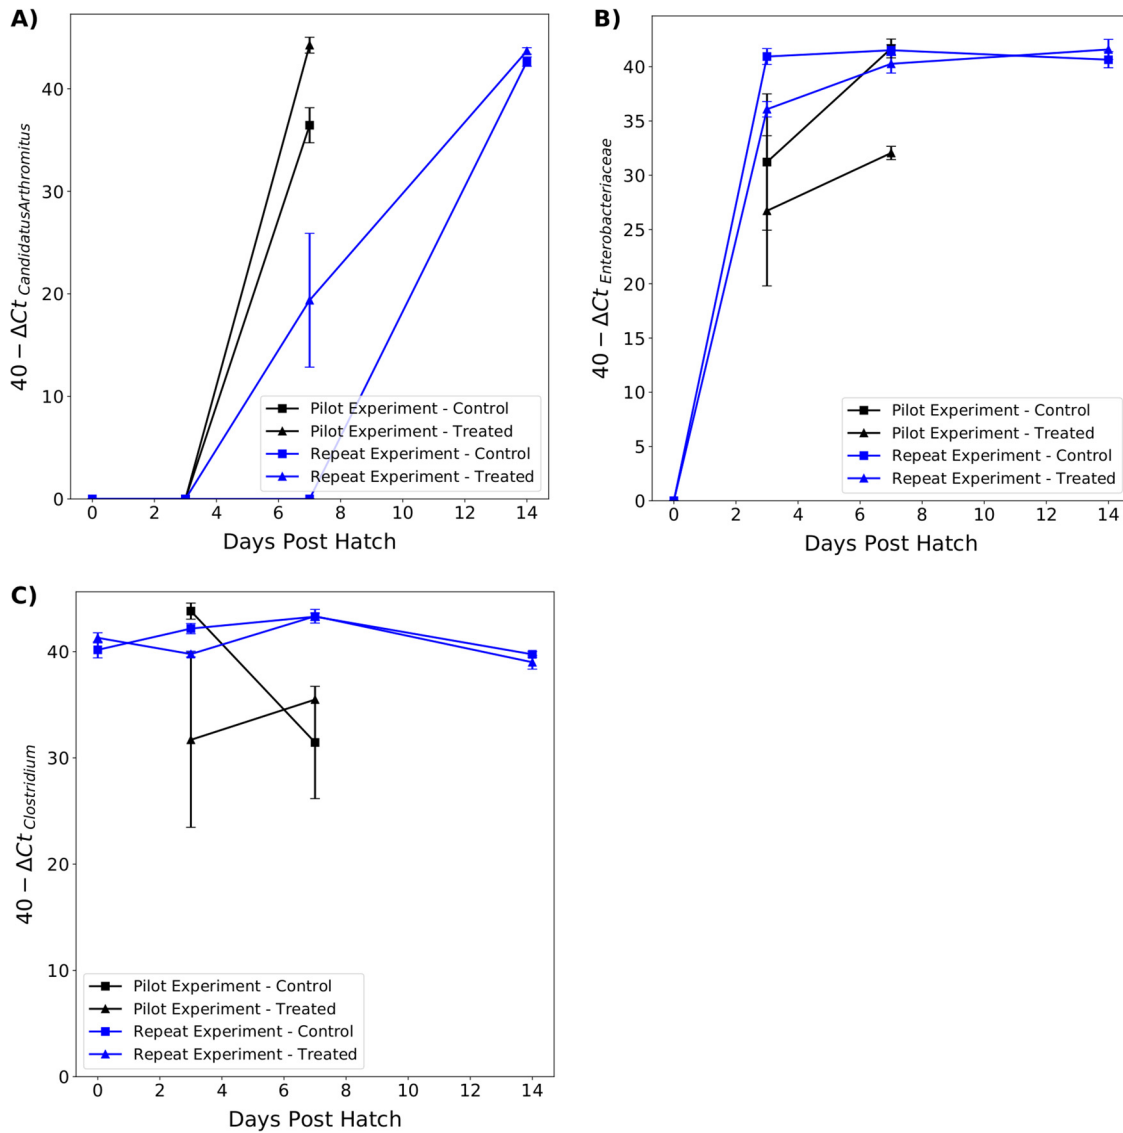 A)
40 − ΔCt CandidatusArthromitus
40
30
20
10
0
0 2 4 6 8 10 12 14
Days Post Hatch
Pilot Experiment - Control
Pilot Experiment - Treated
Repeat Experiment - Control
Repeat Experiment - Treated
B)
40 − ΔCt Enterobacteriaceae
40
35
30
25
20
15
10
5
0
0 2 4 6 8 10 12 14
Days Post Hatch
Pilot Experiment - Control
Pilot Experiment - Treated
Repeat Experiment - Control
Repeat Experiment - Treated
C)
40 − ΔCt Clostridium
40
30
20
10
0
0 2 4 6 8 10 12 14
Days Post Hatch
Pilot Experiment - Control
Pilot Experiment - Treated
Repeat Experiment - Control
Repeat Experiment - Treated